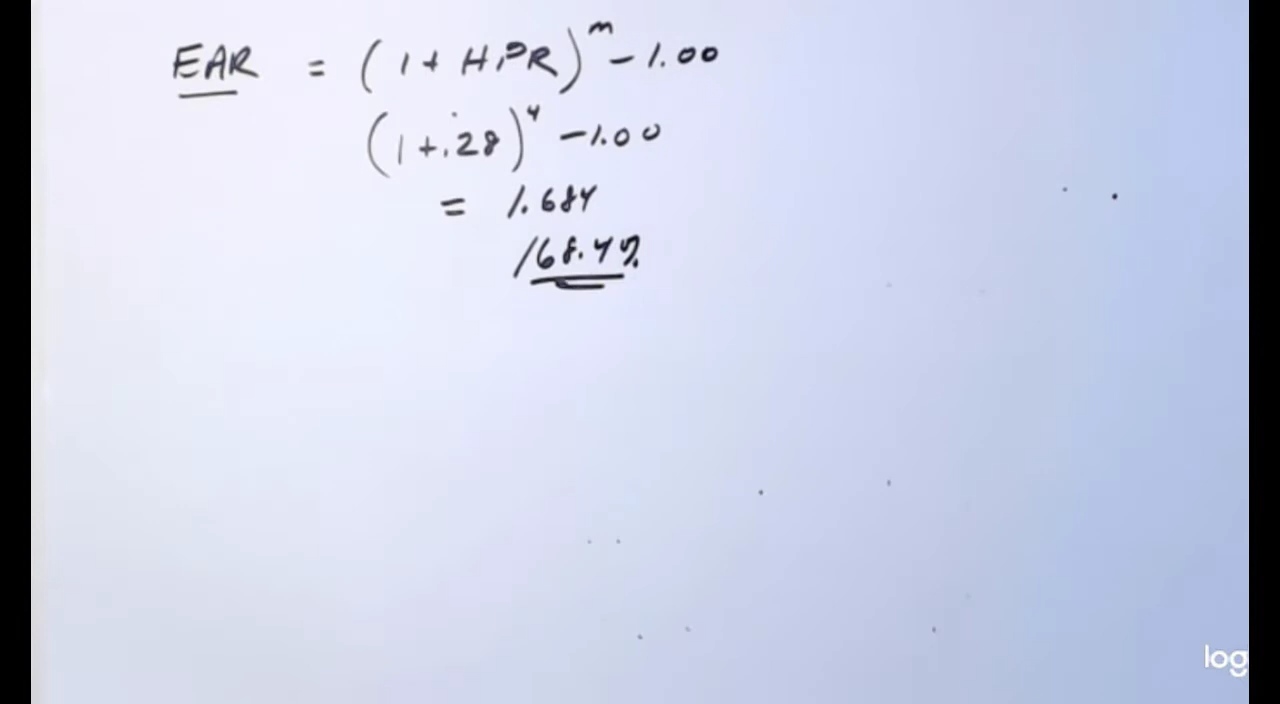 EAR = (1 + HPR)^m - 1.00
(1 + .28)^4 - 1.00
= 1.684
168.4%
log